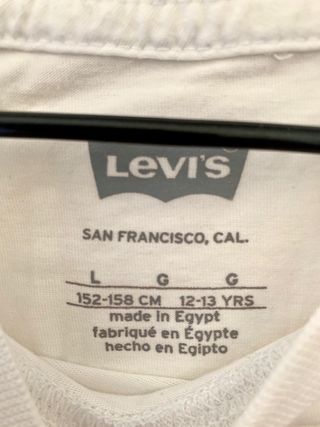 Levi's
SAN FRANCISCO, CAL.
L G G
152-158 CM 12-13 YRS
made in Egypt
fabriqué en Égypte
hecho en Egipto